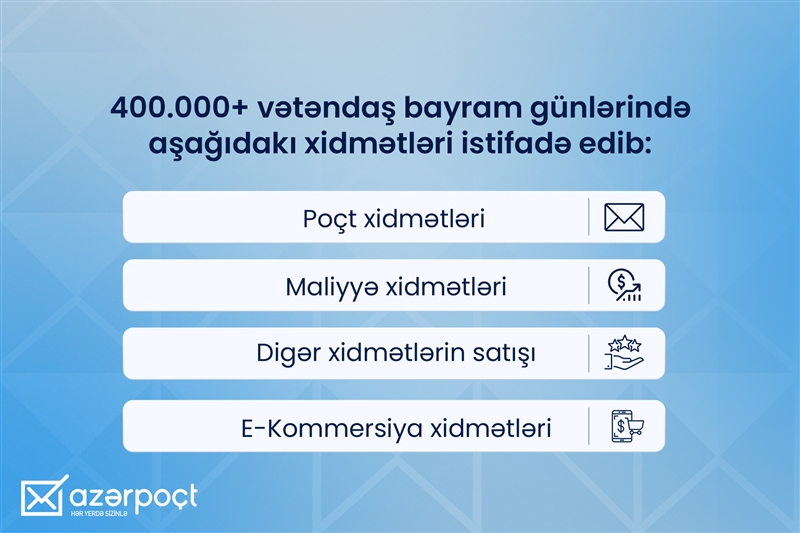 400.000+ vətəndaş bayram günlərində
aşağıdakı xidmətləri istifadə edib:
Poçt xidmətləri
Maliyyə xidmətləri
Digər xidmətlərin satışı
E-Kommersiya xidmətləri
azərpoçt
HƏR YERDƏ SİZİNLƏ